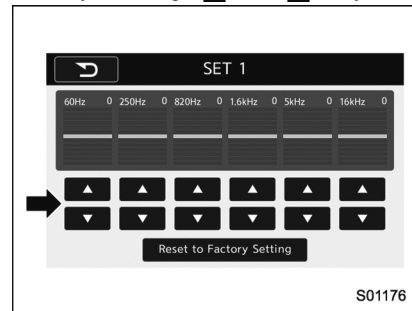 SET 1
60Hz 0 250Hz 0 820Hz 0 1.6kHz 0 5kHz 0 16kHz 0
Reset to Factory Setting
S01176